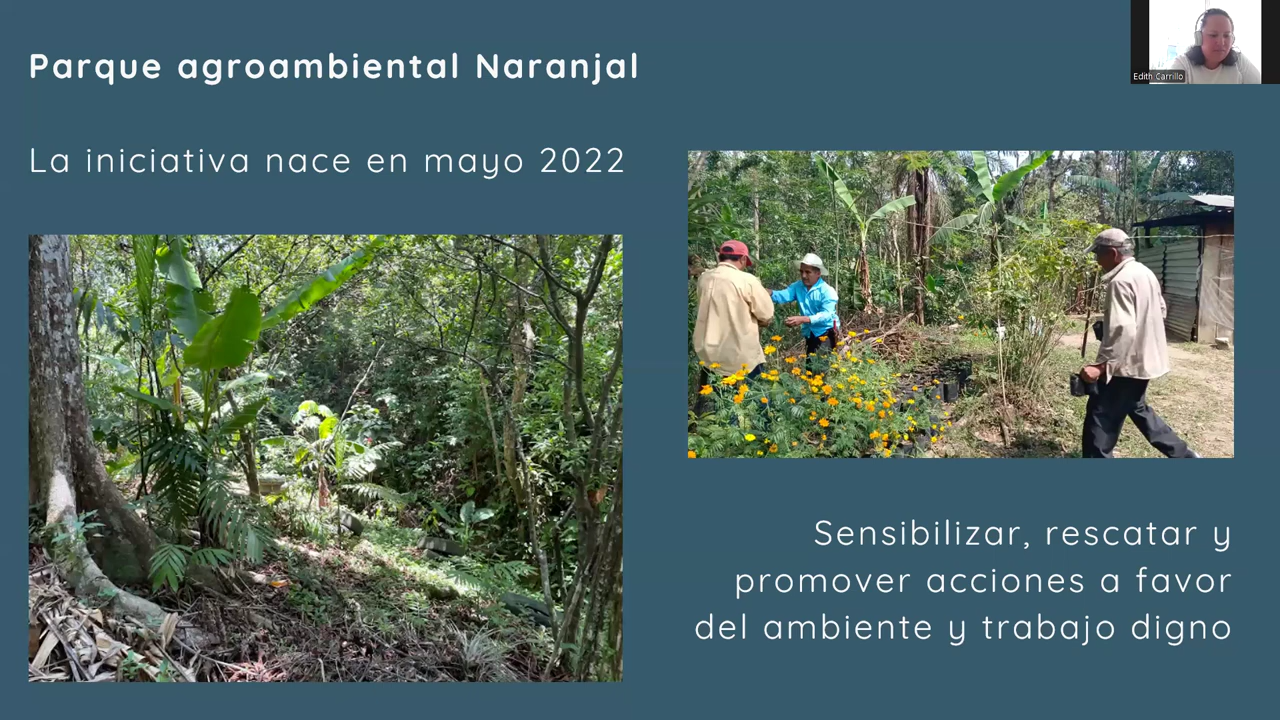 Parque agroambiental Naranjal
La iniciativa nace en mayo 2022
Edith Carrillo
Sensibilizar, rescatar y
promover acciones a favor
del ambiente y trabajo digno